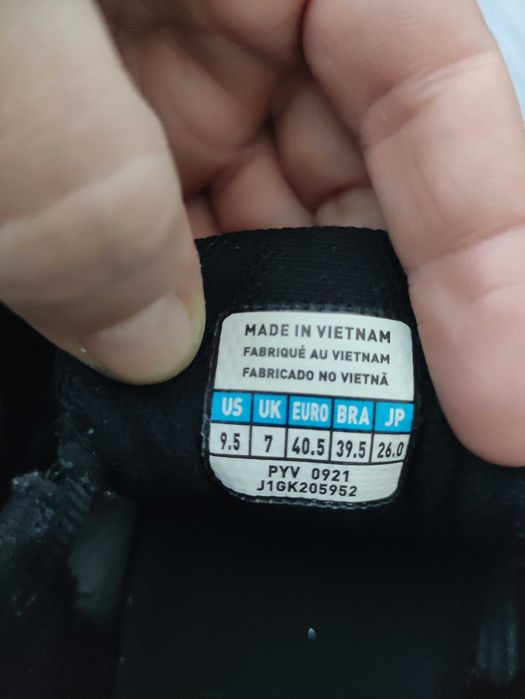 MADE IN VIETNAM
FABRIQUÉ AU VIETNAM
FABRICADO NO VIETNÃ
US UK EURO BRA JP
9.5 7 40.5 39.5 26.0
PYV 0921
J1GK205952